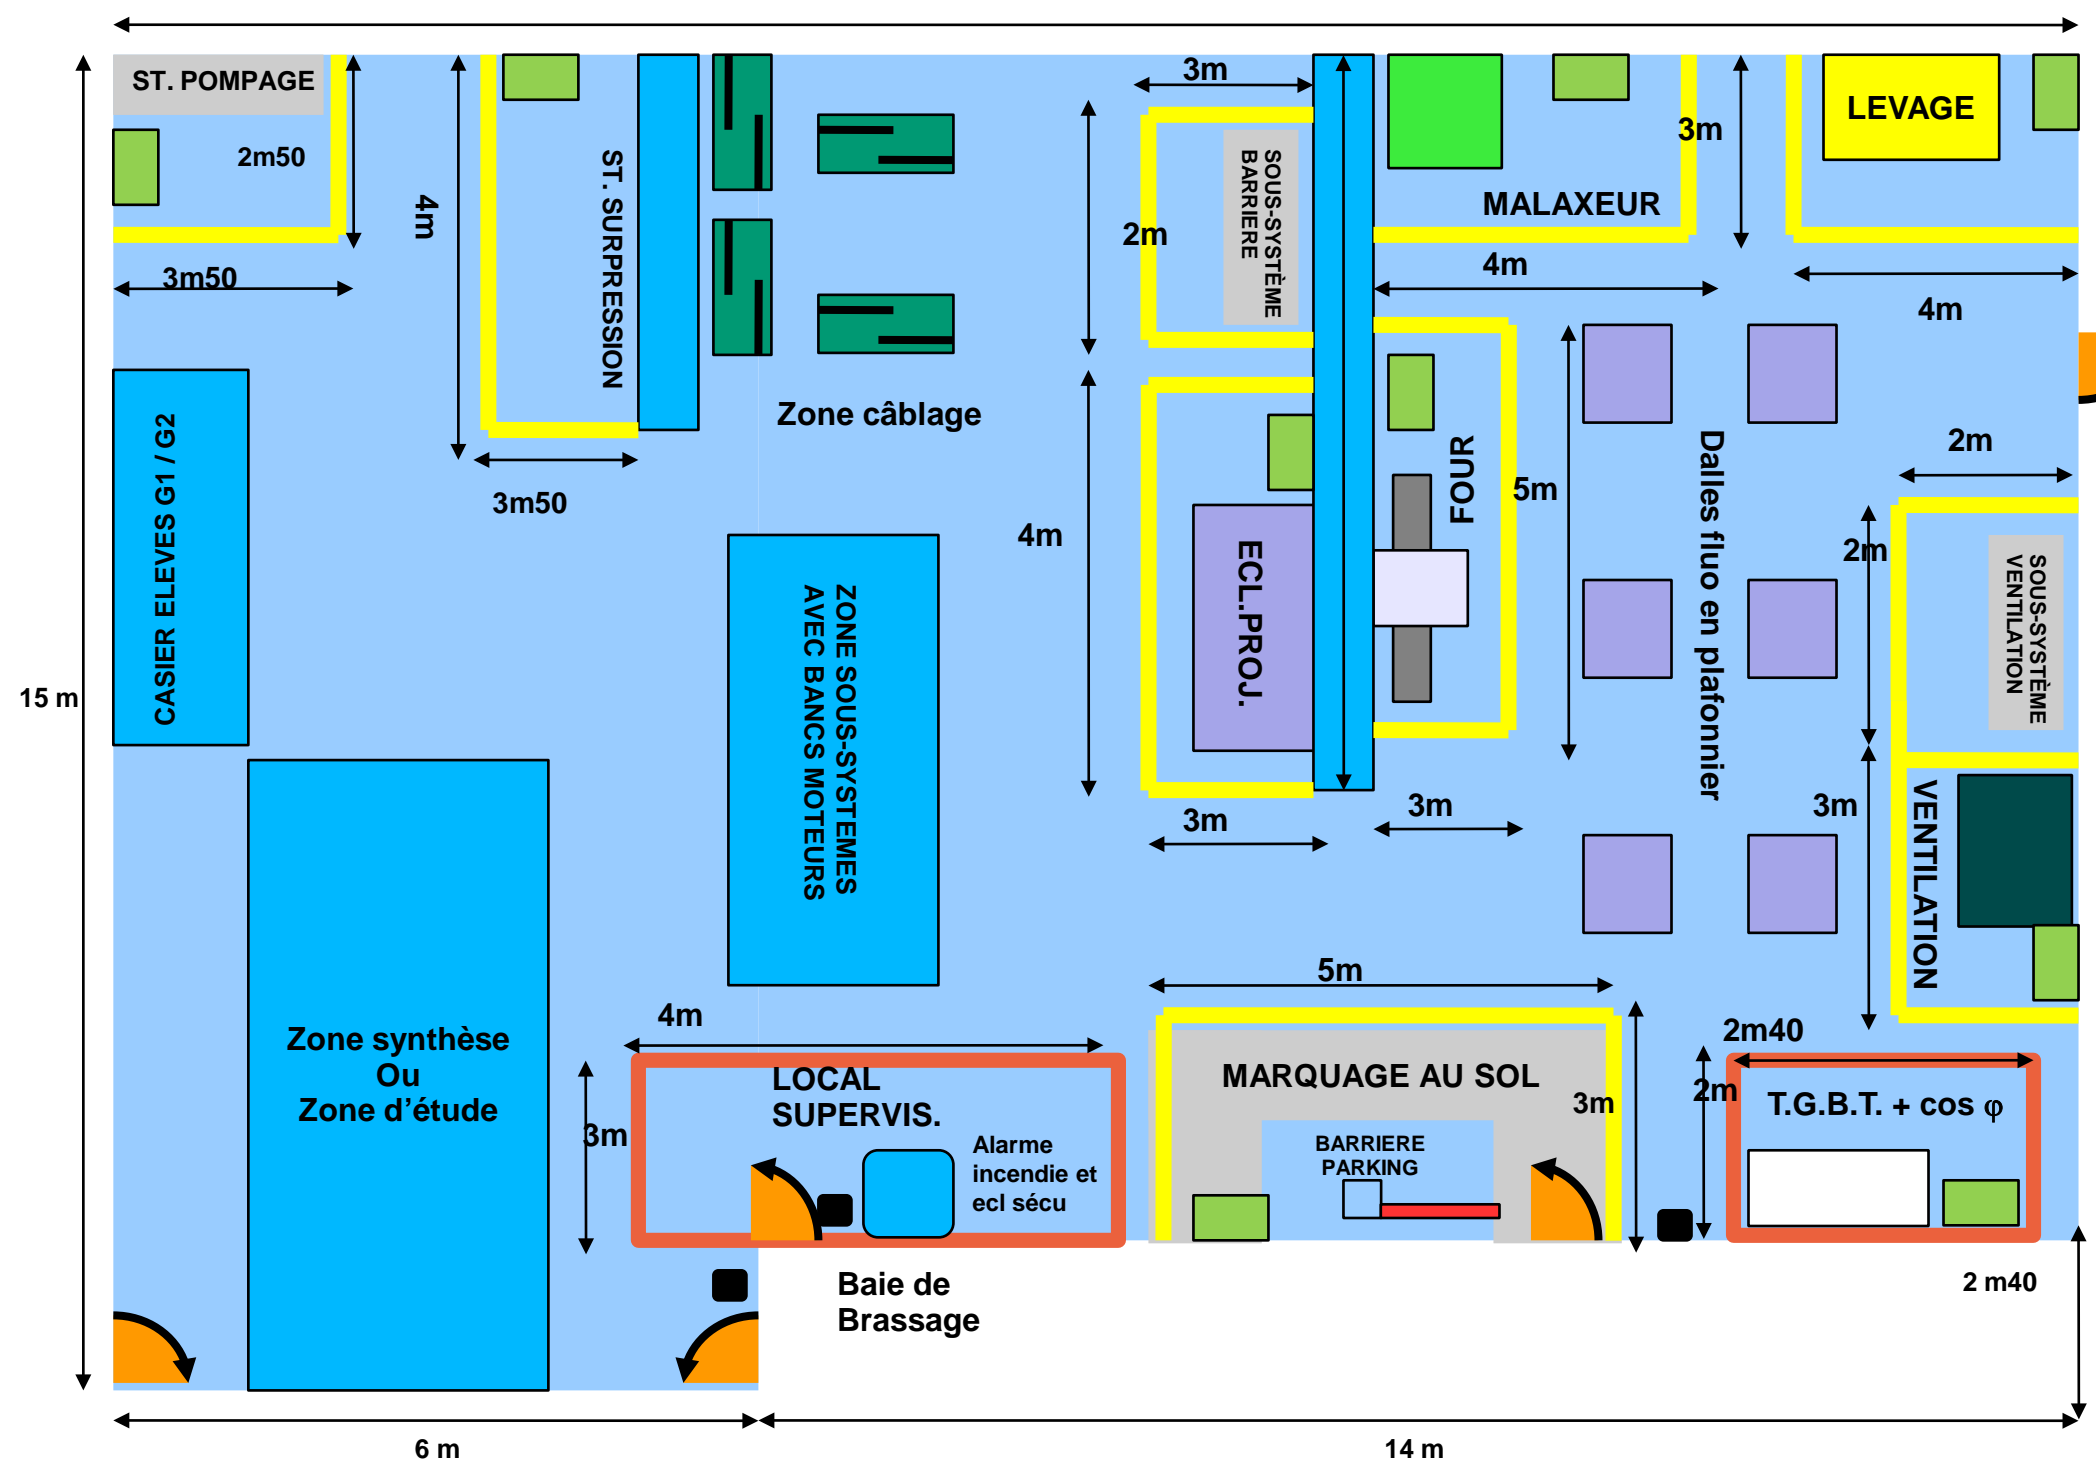 ST. POMPAGE
2m50
3m50
4m
ST. SURPRESSION
3m50
Zone câblage
3m
2m
SOUS-SYSTÈME
BARRIERE
MALAXEUR
3m
4m
LEVAGE
4m
CASIER ELEVES G1 / G2
15 m
ZONE SOUS-SYSTEMES
AVEC BANCS MOTEURS
4m
ECL.PROJ.
3m
FOUR
5m
3m
Dalles fluo en plafonnier
2m
2m
SOUS-SYSTÈME
VENTILATION
3m
VENTILATION
Zone synthèse
Ou
Zone d’étude
4m
3m
LOCAL
SUPERVIS.
Alarme
incendie et
ecl sécu
Baie de
Brassage
5m
MARQUAGE AU SOL
3m
BARRIERE
PARKING
2m40
2m
T.G.B.T. + cos φ
2 m40
6 m
14 m